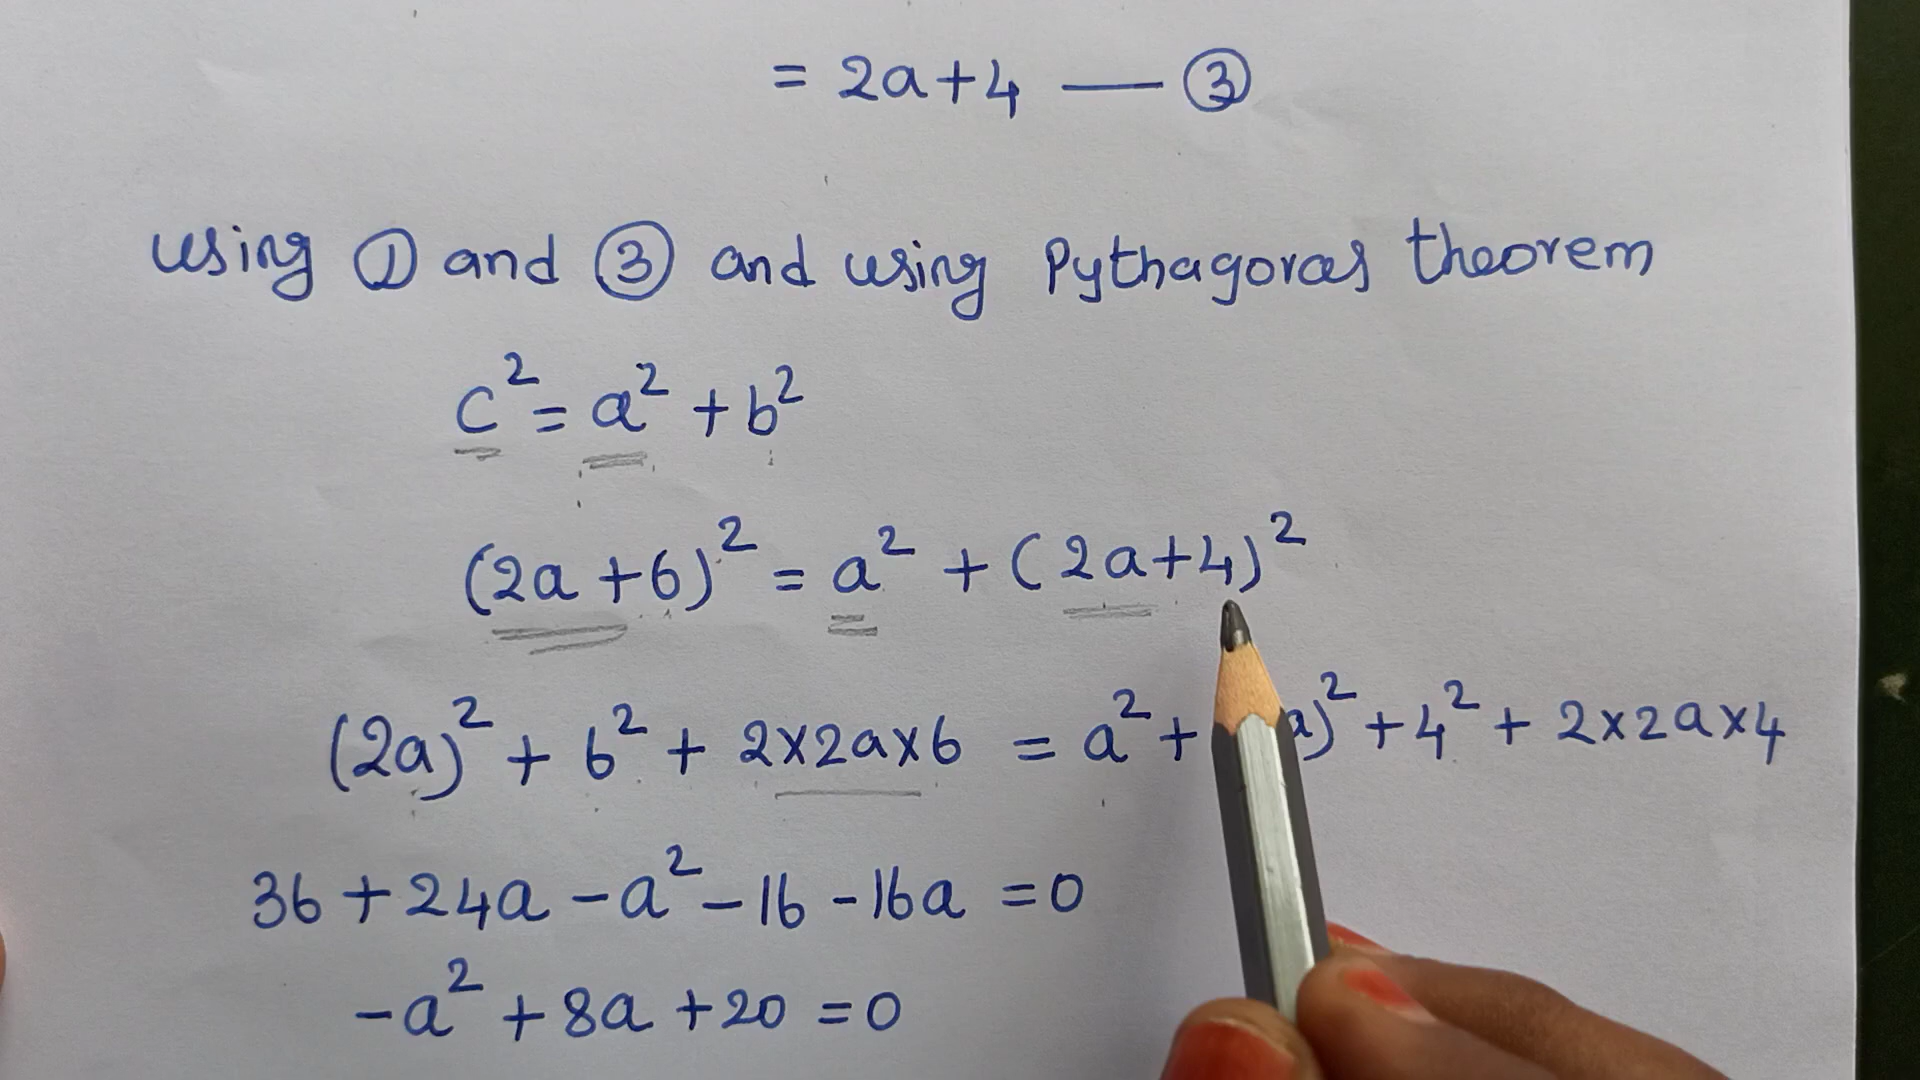 = 2a+4 — ③
using ① and ③ and using Pythagoras theorem
c² = a² + b²
(2a+6)² = a² + (2a+4)²
(2a)² + 6² + 2×2a×6 = a² + a)² + 4² + 2×2a×4
36 + 24a - a² - 16 - 16a = 0
-a² + 8a + 20 = 0